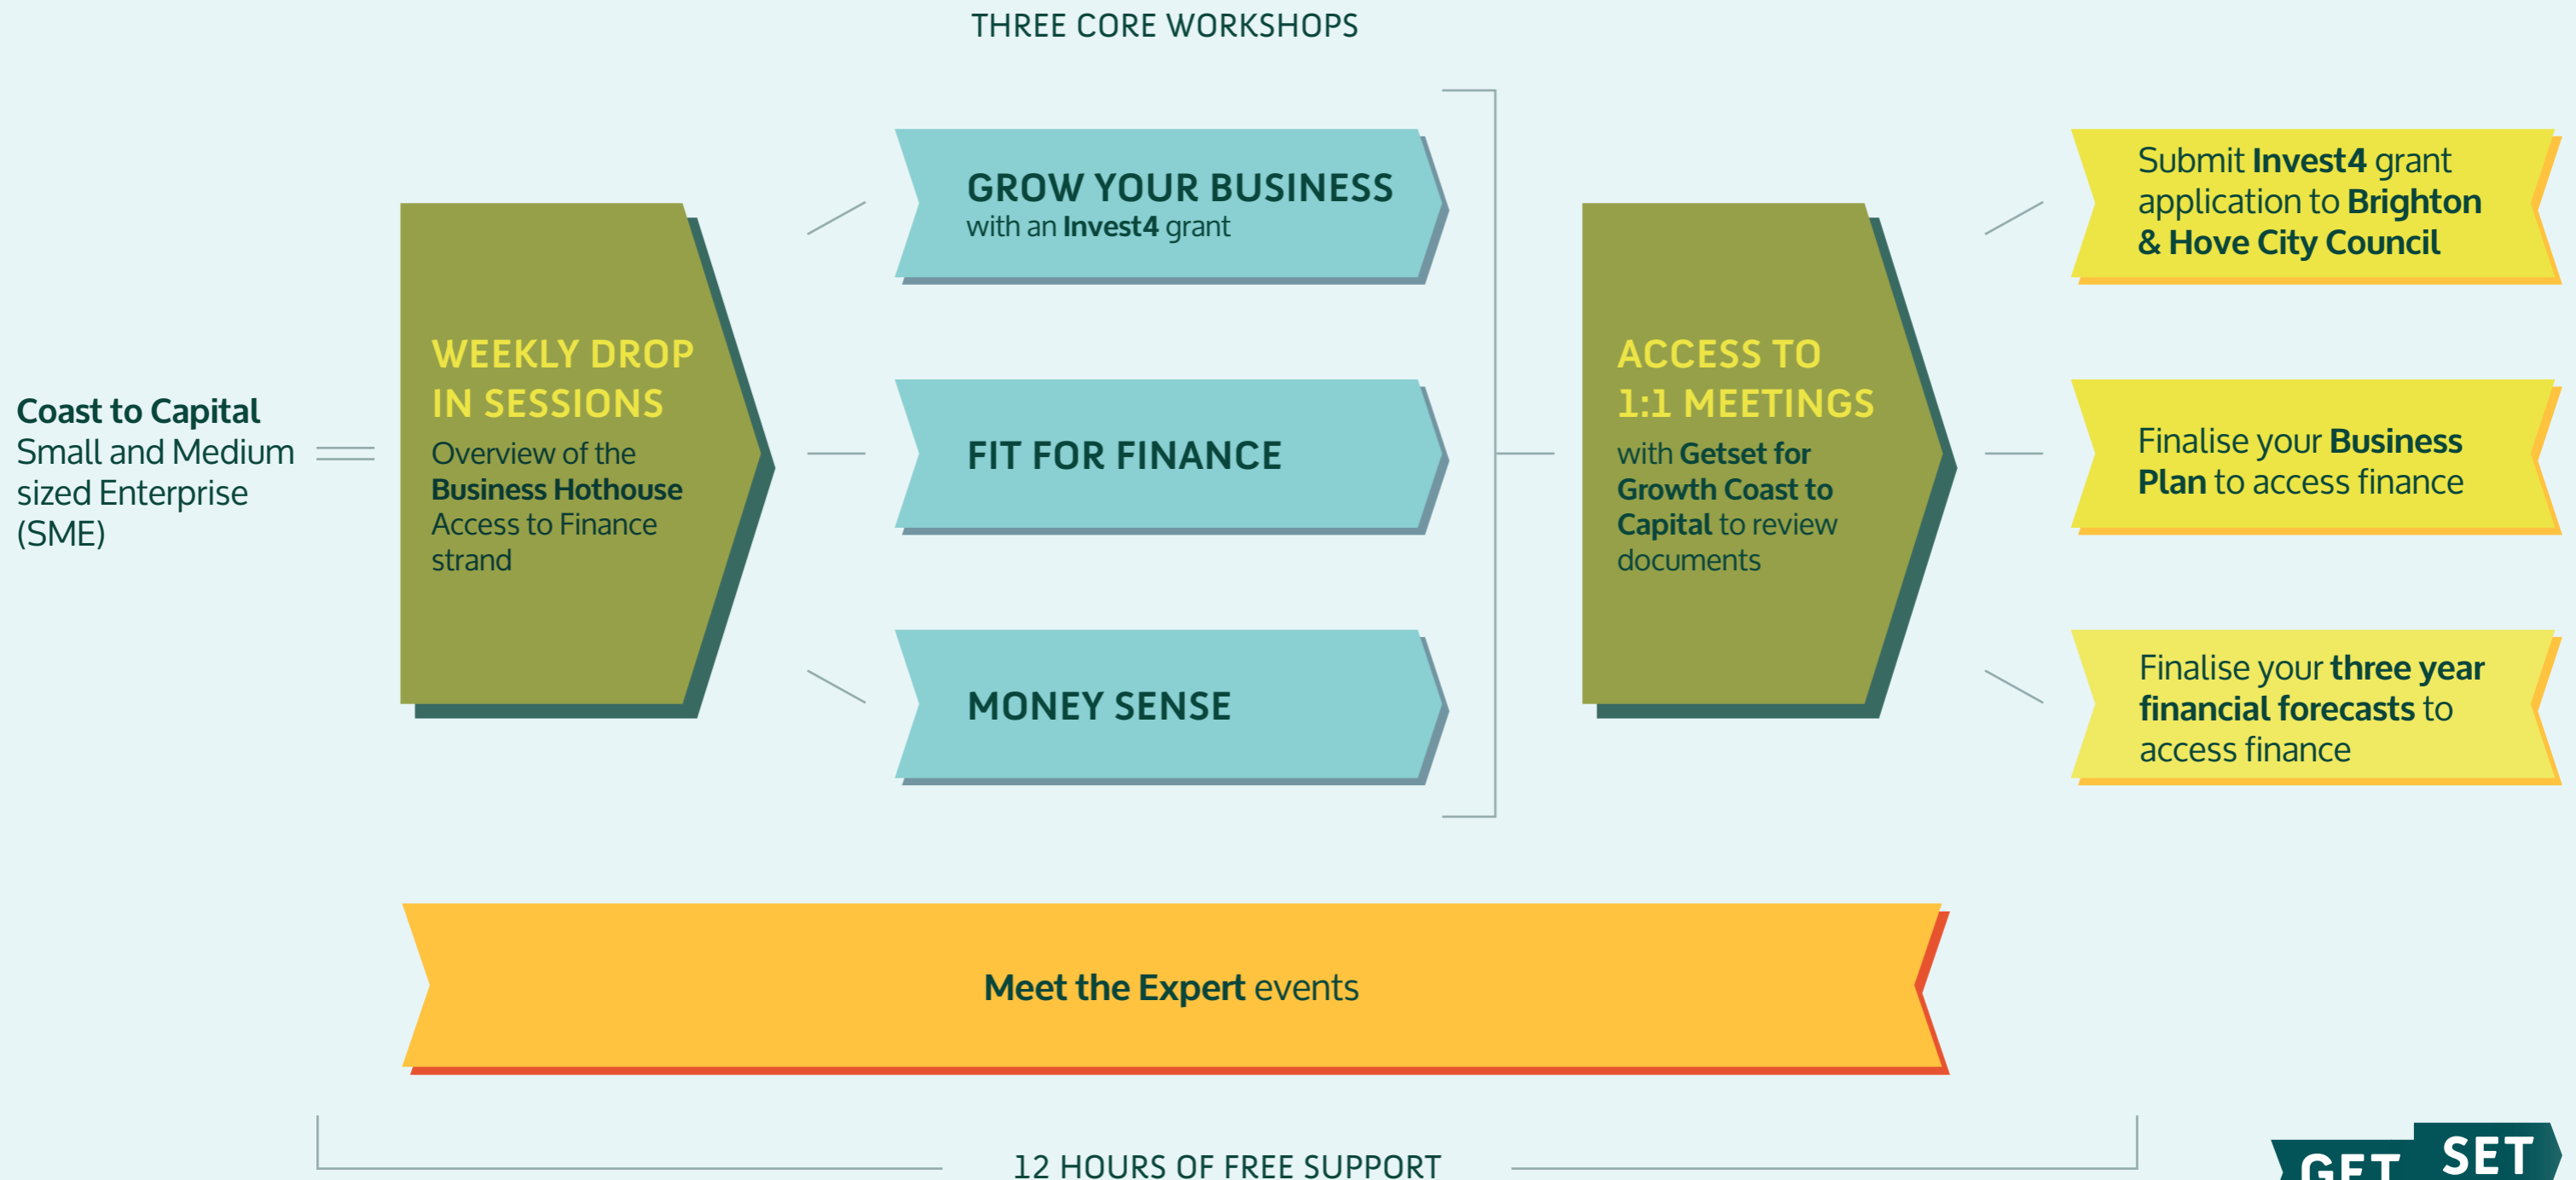 THREE CORE WORKSHOPS
Coast to Capital
Small and Medium
sized Enterprise
(SME)
WEEKLY DROP
IN SESSIONS
Overview of the
Business Hothouse
Access to Finance
strand
GROW YOUR BUSINESS
with an Invest4 grant
FIT FOR FINANCE
MONEY SENSE
ACCESS TO
1:1 MEETINGS
with Getset for
Growth Coast to
Capital to review
documents
Submit Invest4 grant
application to Brighton
& Hove City Council
Finalise your Business
Plan to access finance
Finalise your three year
financial forecasts to
access finance
Meet the Expert events
12 HOURS OF FREE SUPPORT
GET SET